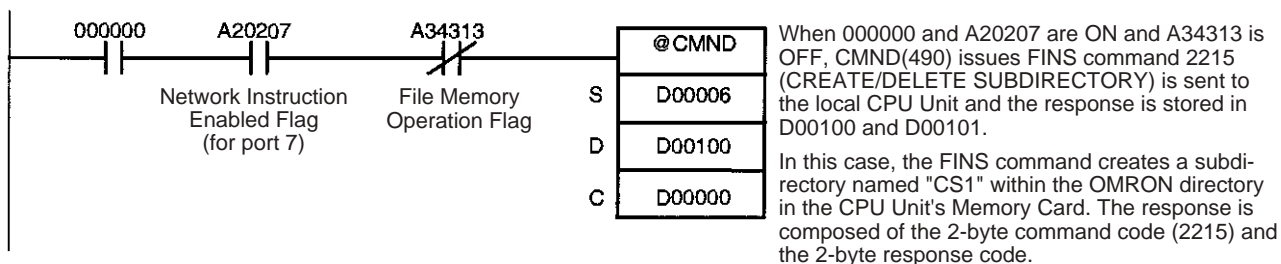 000000 A20207 A34313
@CMND
Network Instruction
Enabled Flag
(for port 7)
File Memory
Operation Flag
S D00006
D D00100
C D00000
When 000000 and A20207 are ON and A34313 is
OFF, CMND(490) issues FINS command 2215
(CREATE/DELETE SUBDIRECTORY) is sent to
the local CPU Unit and the response is stored in
D00100 and D00101.
In this case, the FINS command creates a subdi-
rectory named "CS1" within the OMRON directory
in the CPU Unit's Memory Card. The response is
composed of the 2-byte command code (2215) and
the 2-byte response code.